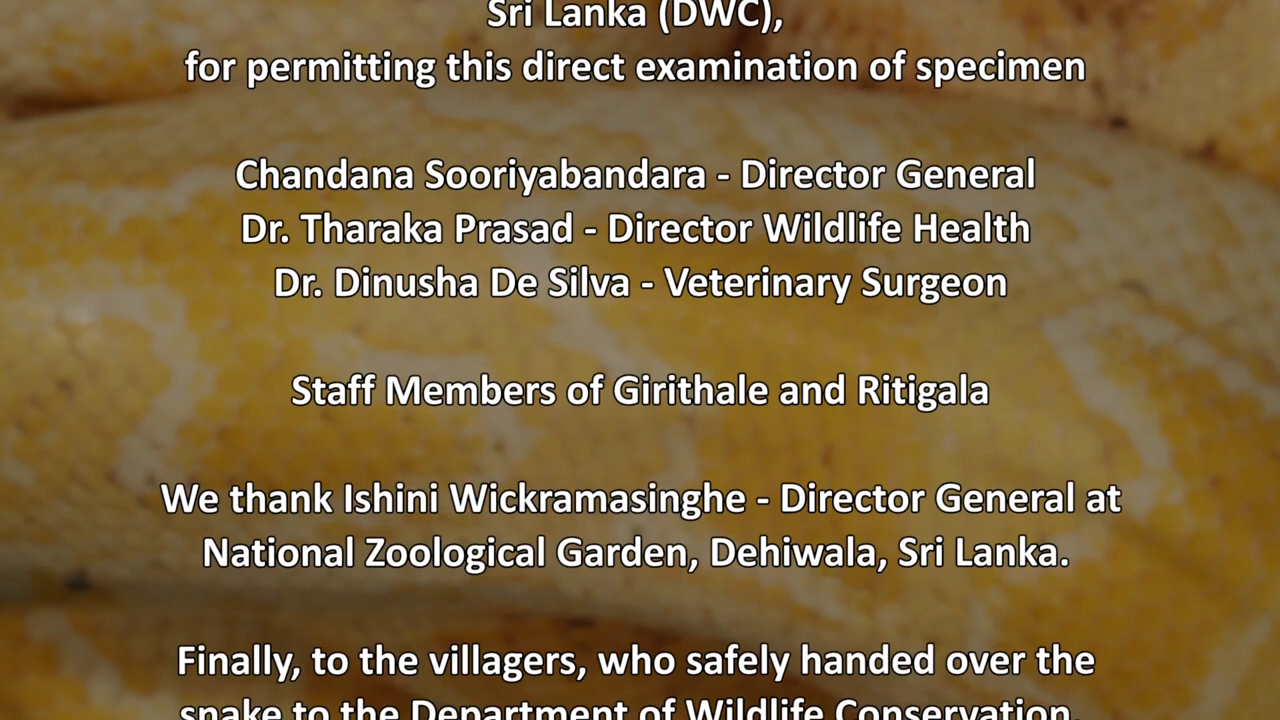 Sri Lanka (DWC),
for permitting this direct examination of specimen
Chandana Sooriyabandara - Director General
Dr. Tharaka Prasad - Director Wildlife Health
Dr. Dinusha De Silva - Veterinary Surgeon
Staff Members of Girithale and Ritigala
We thank Ishini Wickramasinghe - Director General at
National Zoological Garden, Dehiwala, Sri Lanka.
Finally, to the villagers, who safely handed over the
snake to the Department of Wildlife Conservation.